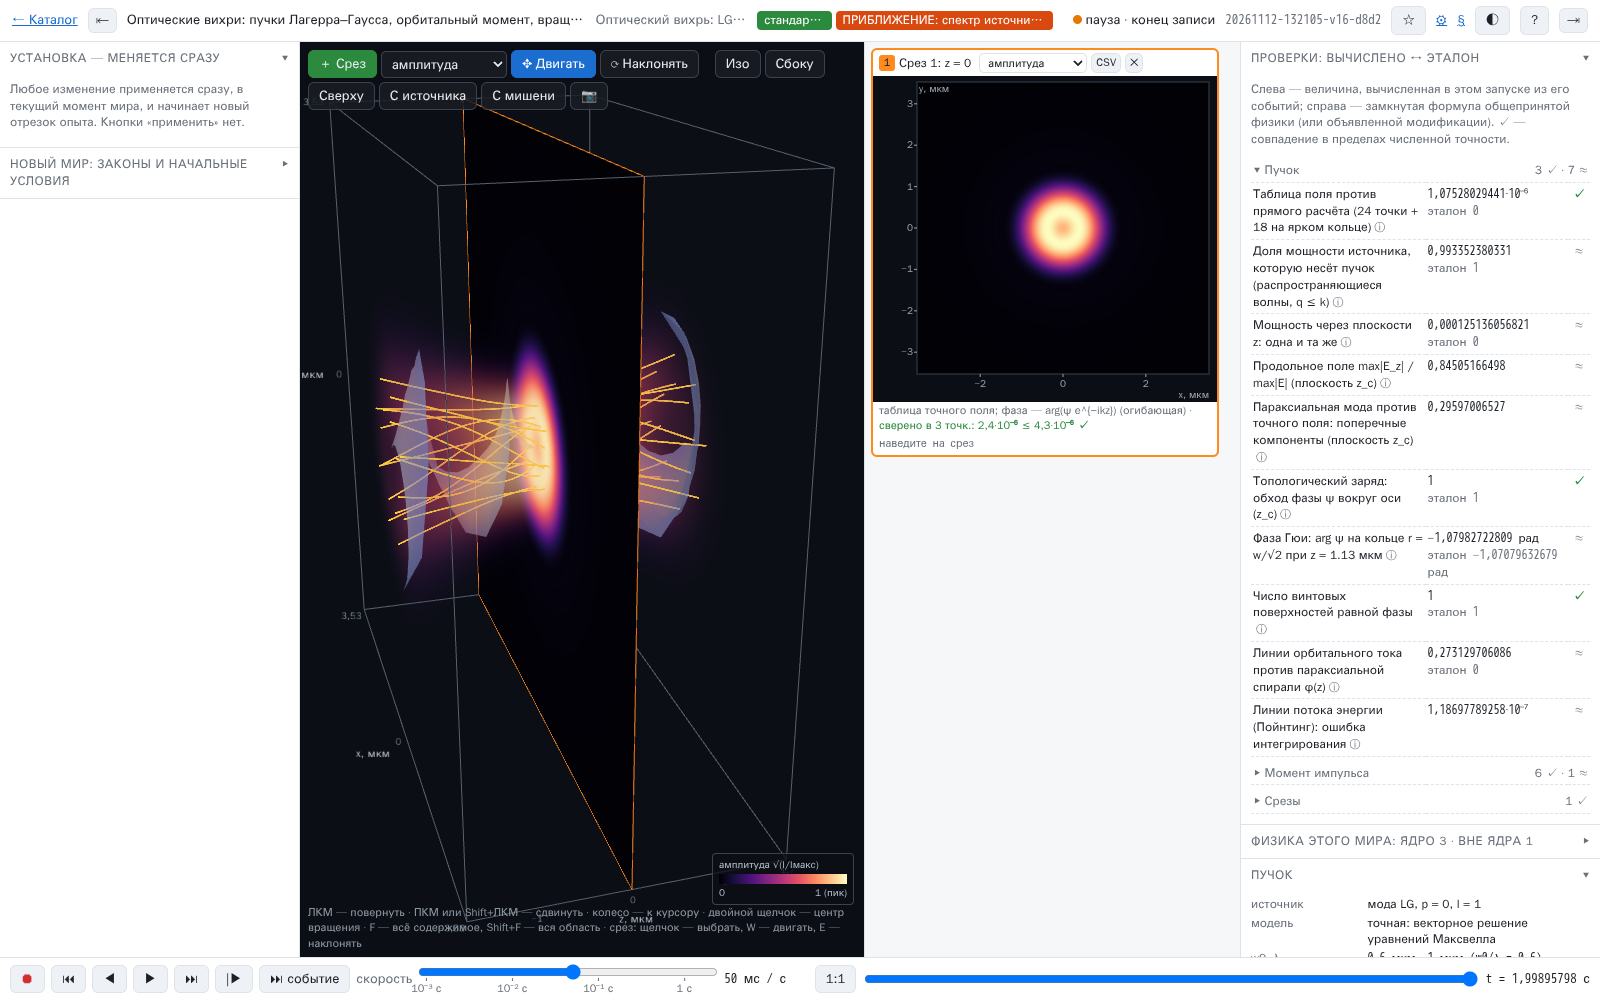 ← Каталог
⇤
Оптические вихри: пучки Лагерра—Гаусса, орбитальный момент, вращ···
Оптический вихрь: LG···
стандар···
ПРИБЛИЖЕНИЕ: спектр источни···
пауза · конец записи
20261112-132105-v16-d8d2
☆
⚙
§
?
⇥
УСТАНОВКА — МЕНЯЕТСЯ СРАЗУ
Любое изменение применяется сразу, в
текущий момент мира, и начинает новый
отрезок опыта. Кнопки «применить» нет.
НОВЫЙ МИР: ЗАКОНЫ И НАЧАЛЬНЫЕ
УСЛОВИЯ
+ Срез
амплитуда
✥ Двигать
⟳ Наклонять
Изо
Сбоку
Сверху
С источника
С мишени
мкм
0
3,53
0
x, мкм
0
-1
z, мкм
амплитуда √(I/Iмакс)
0
1 (пик)
ЛКМ — повернуть · ПКМ или Shift+ЛКМ — сдвинуть · колесо — к курсору · двойной щелчок — центр
вращения · F — всё содержимое, Shift+F — вся область · срез: щелчок — выбрать, W — двигать, E —
наклонять
1
Срез 1: z = 0
амплитуда
CSV
✕
y, мкм
3
2
1
0
−1
−2
−3
−2
0
2
x, мкм
таблица точного поля; фаза — arg(ψ e^{−ikz}) (огибающая) ·
сверено в 3 точк.: 2,4·10⁻⁶ ≤ 4,3·10⁻⁶ ✓
наведите на срез
ПРОВЕРКИ: ВЫЧИСЛЕНО ↔ ЭТАЛОН
Слева — величина, вычисленная в этом запуске из его
событий; справа — замкнутая формула общепринятой
физики (или объявленной модификации). ✓ —
совпадение в пределах численной точности.
Пучок
3 ✓ · 7 ≈
Таблица поля против
прямого расчёта (24 точки +
18 на ярком кольце) ⓘ
1,07528029441·10⁻⁶
эталон 0
✓
Доля мощности источника,
которую несёт пучок
(распространяющиеся
волны, q ≤ k) ⓘ
0,993352380331
эталон 1
≈
Мощность через плоскости
z: одна и та же ⓘ
0,000125136056821
эталон 0
≈
Продольное поле max|E_z| /
max|E| (плоскость z_c) ⓘ
0,84505166498
≈
Параксиальная мода против
точного поля: поперечные
компоненты (плоскость z_c)
ⓘ
0,29597006527
≈
Топологический заряд:
обход фазы ψ вокруг оси
(z_c) ⓘ
1
эталон 1
✓
Фаза Гюи: arg ψ на кольце r =
w/√2 при z = 1.13 мкм ⓘ
−1,07982722809 рад
эталон −1,07079632679
рад
≈
Число винтовых
поверхностей равной фазы
ⓘ
1
эталон 1
✓
Линии орбитального тока
против параксиальной
спирали φ(z) ⓘ
0,273129706086
эталон 0
≈
Линии потока энергии
(Пойнтинг): ошибка
интегрирования ⓘ
1,18697789258·10⁻⁷
≈
Момент импульса
6 ✓ · 1 ≈
Срезы
1 ✓
ФИЗИКА ЭТОГО МИРА: ЯДРО 3 · ВНЕ ЯДРА 1
ПУЧОК
источник
мода LG, p = 0, l = 1
модель
точная: векторное решение
уравнений Максвелла
событие
скорость
10⁻³ с
10⁻² с
10⁻¹ с
1 с
50 мс / с
1:1
t = 1,99895798 с